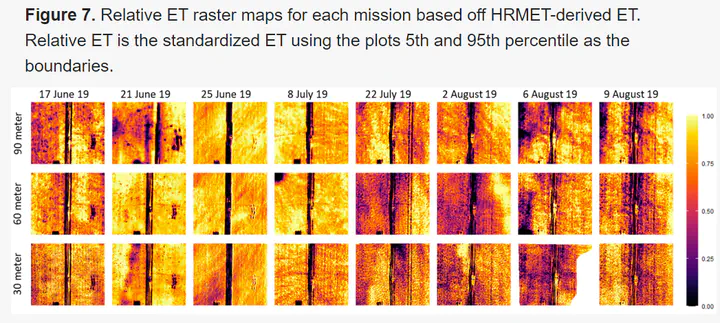 Figure 7. Relative ET raster maps for each mission based off HRMET-derived ET.
Relative ET is the standardized ET using the plots 5th and 95th percentile as the
boundaries.
17 June 19 21 June 19 25 June 19 8 July 19 22 July 19 2 August 19 6 August 19 9 August 19
90 meter
60 meter
30 meter
1.00
0.75
0.50
0.25
0.00